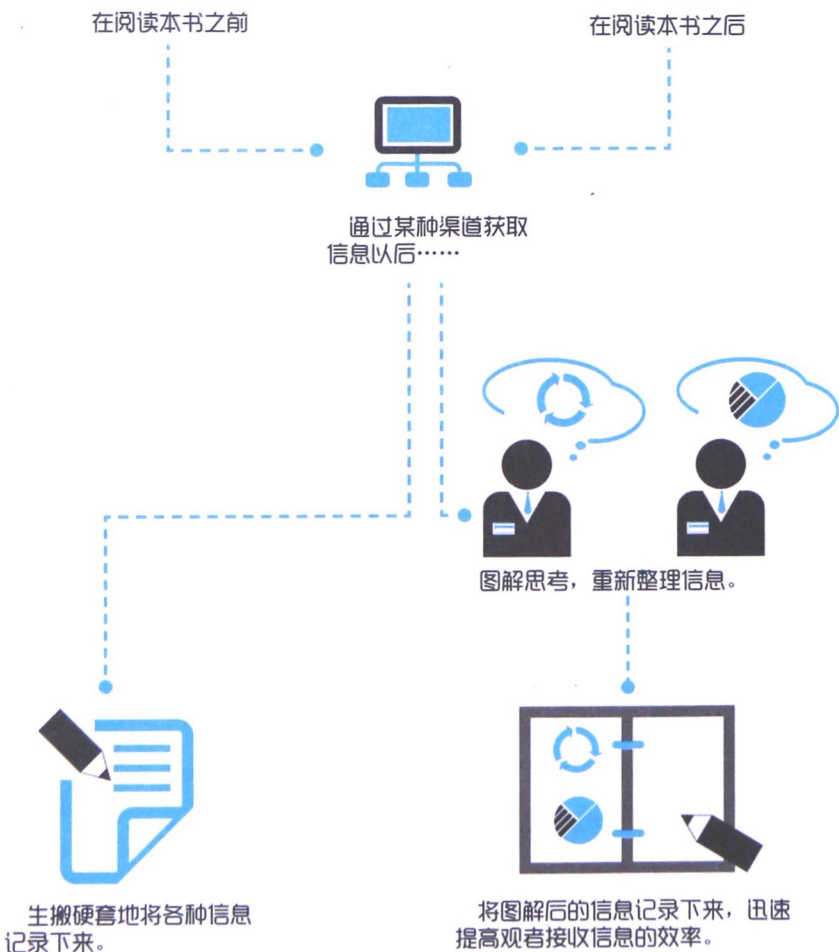 在阅读本书之前
在阅读本书之后
通过某种渠道获取
信息以后……
图解思考，重新整理信息。
生搬硬套地将各种信息
记录下来。
将图解后的信息记录下来，迅速
提高观者接收信息的效率。